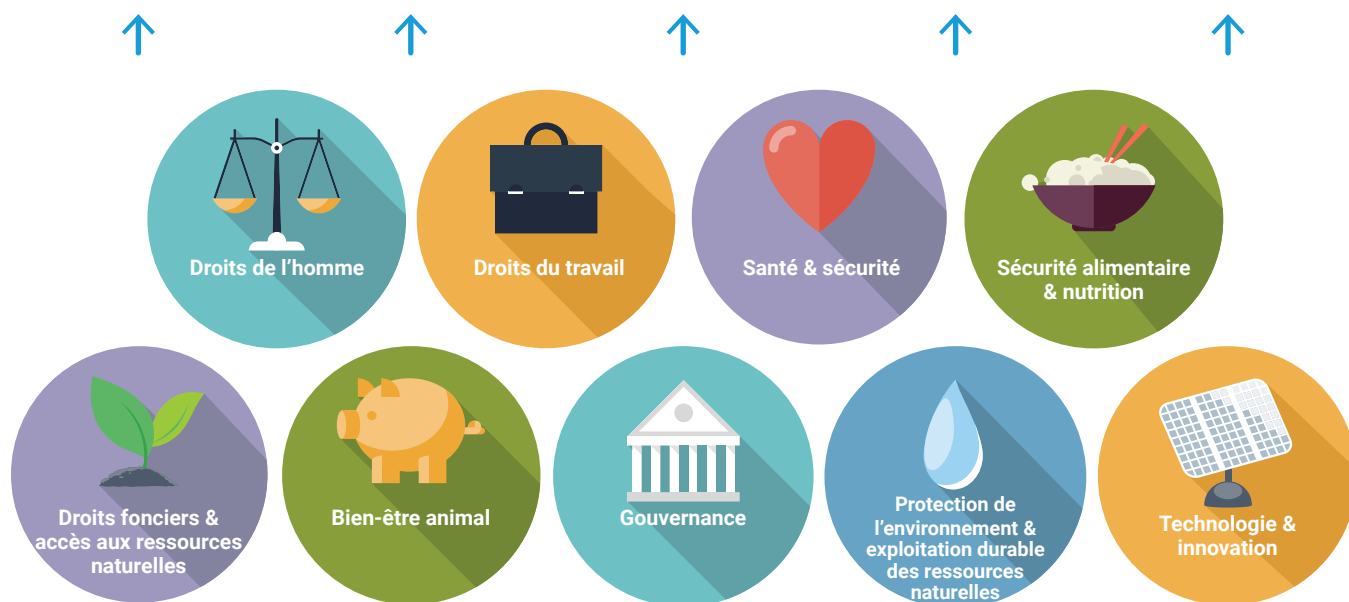 Droits de l’homme
Droits du travail
Santé & sécurité
Sécurité alimentaire
& nutrition
Droits fonciers &
accès aux ressources
naturelles
Bien-être animal
Gouvernance
Protection de
l’environnement &
exploitation durable
des ressources
naturelles
Technologie &
innovation